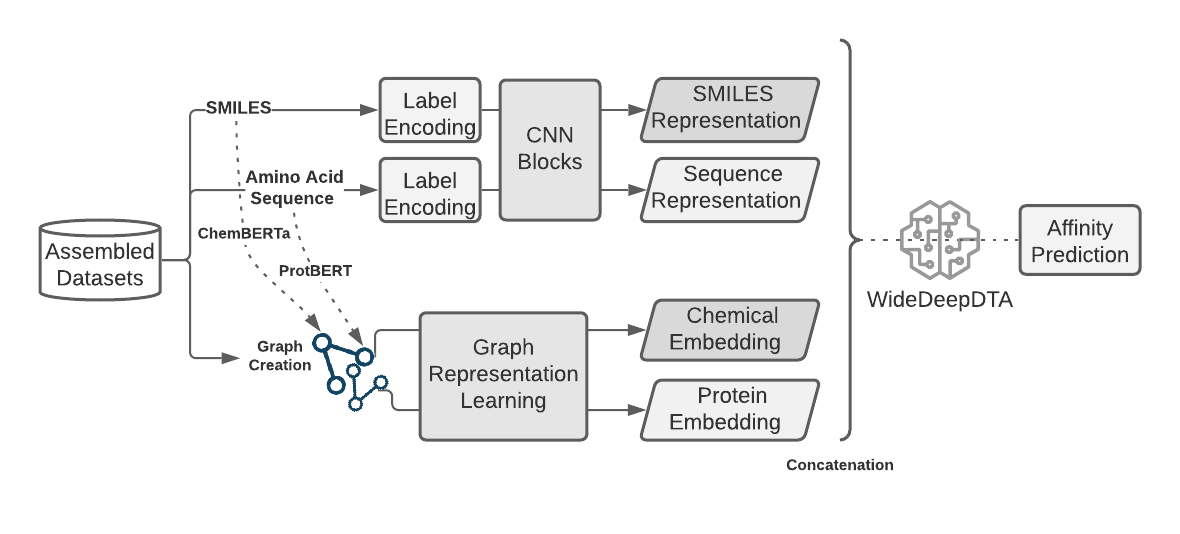 Assembled
Datasets
SMILES
Amino Acid
Sequence
ChemBERTa
ProtBERT
Graph
Creation
Label
Encoding
Label
Encoding
CNN
Blocks
Graph
Representation
Learning
SMILES
Representation
Sequence
Representation
Chemical
Embedding
Protein
Embedding
Concatenation
WideDeepDTA
Affinity
Prediction